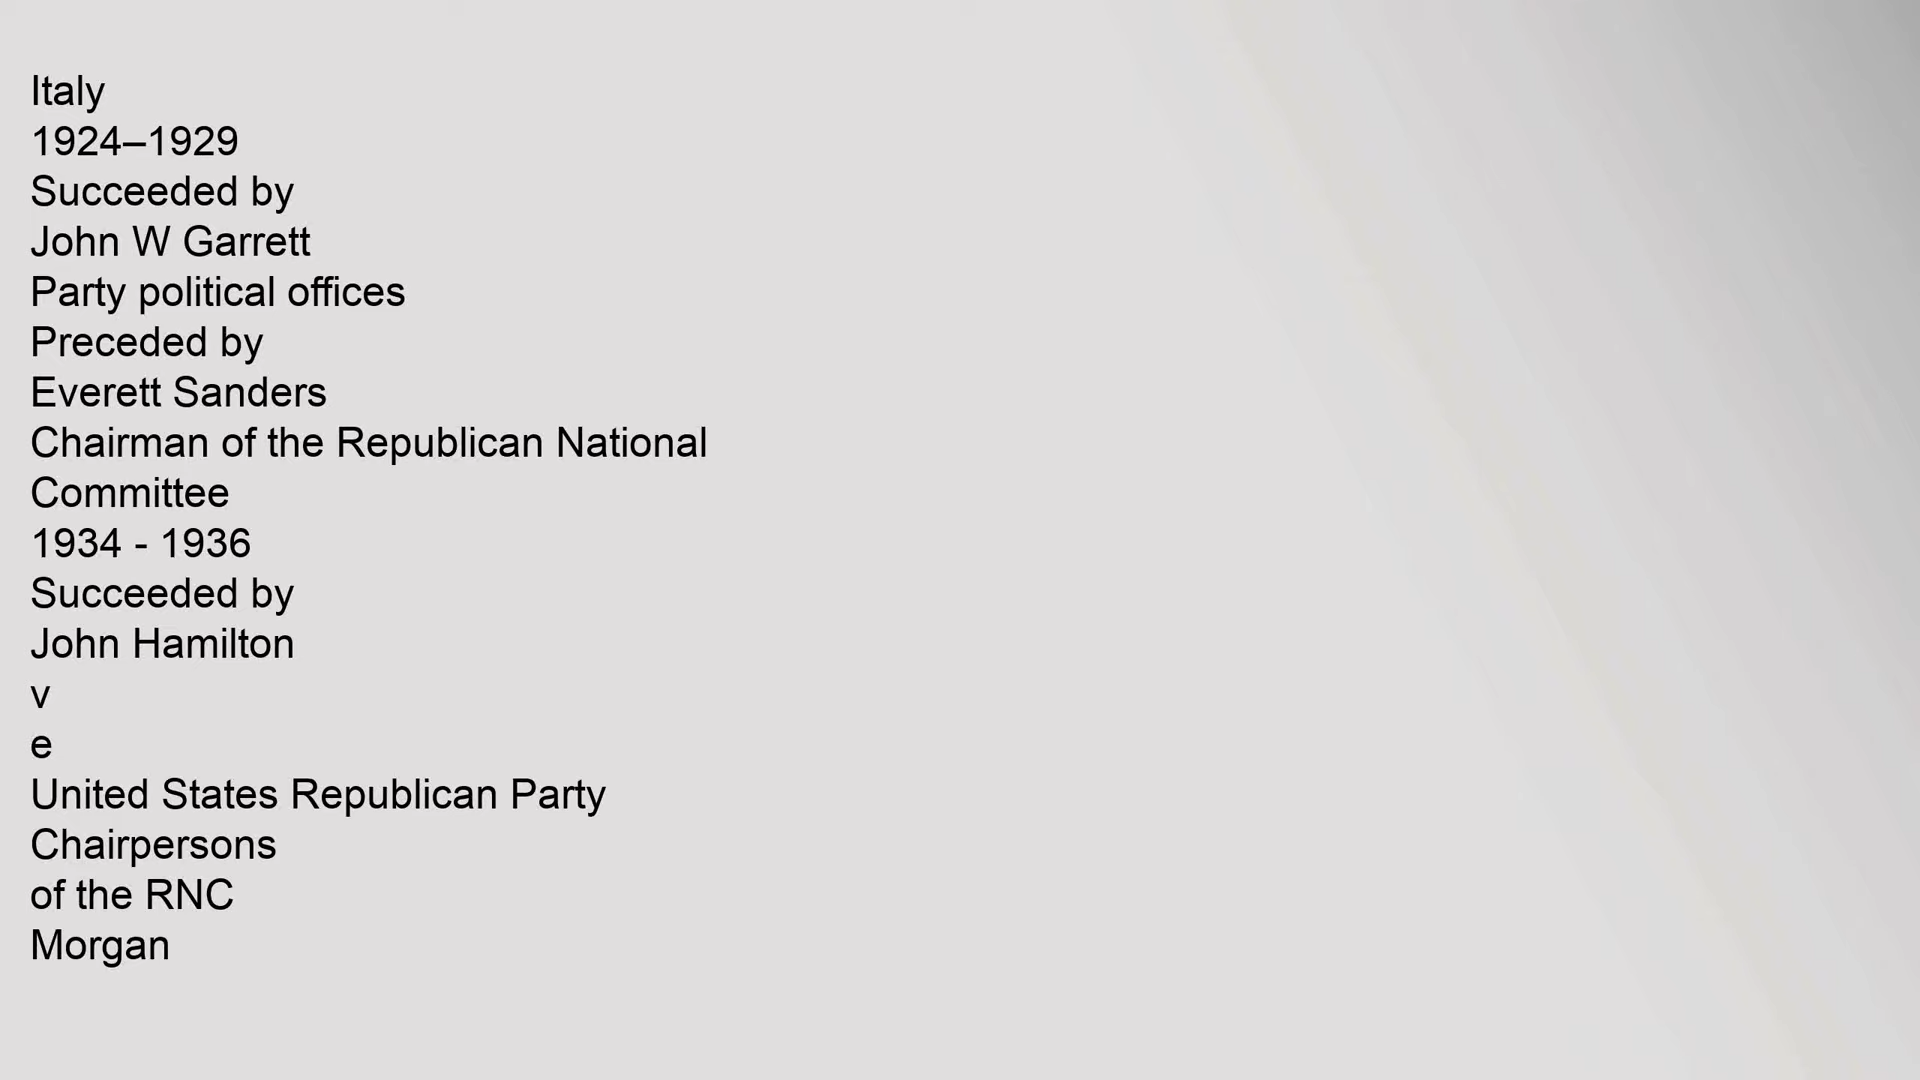 Italy
1924–1929
Succeeded by
John W Garrett
Party political offices
Preceded by
Everett Sanders
Chairman of the Republican National
Committee
1934 - 1936
Succeeded by
John Hamilton
v
e
United States Republican Party
Chairpersons
of the RNC
Morgan